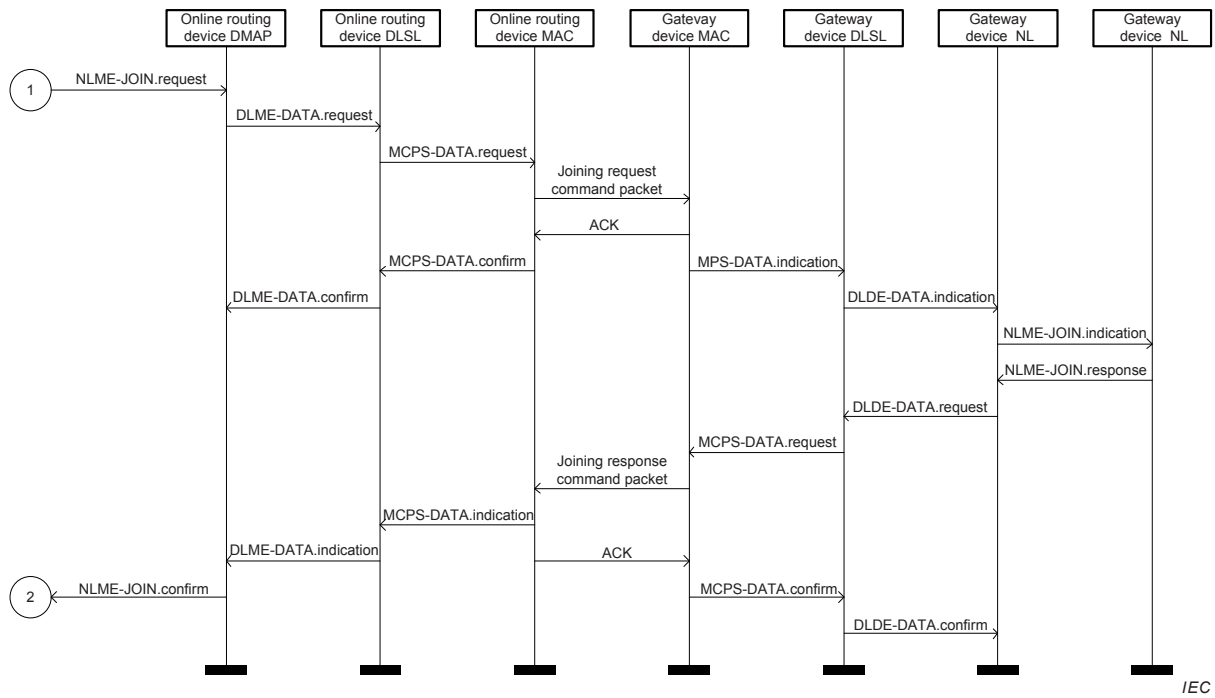 Online routing
device DMAP
Online routing
device DLSL
Online routing
device MAC
Gatevay
device MAC
Gateway
device DLSL
Gateway
device  NL
Gateway
device  NL
NLME-JOIN.request
1
DLME-DATA.request
MCPS-DATA.request
Joining request
command packet
ACK
MCPS-DATA.confirm
MPS-DATA.indication
DLME-DATA.confirm
DLDE-DATA.indication
NLME-JOIN.indication
NLME-JOIN.response
DLDE-DATA.request
MCPS-DATA.request
Joining response
command packet
MCPS-DATA.indication
DLME-DATA.indication
ACK
2
NLME-JOIN.confirm
MCPS-DATA.confirm
DLDE-DATA.confirm
IEC